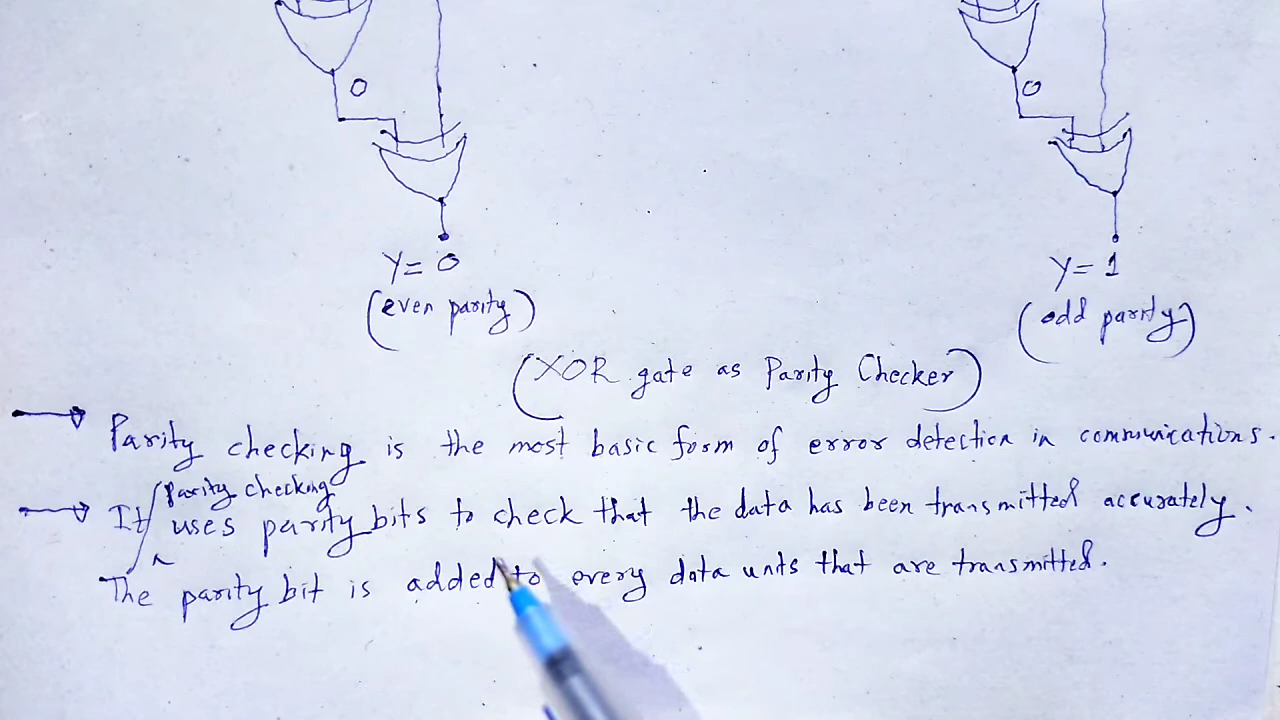 0 0
Y= 0 Y= 1
(even parity) (odd parity)
(XOR gate as Parity Checker)
Parity checking is the most basic form of error detection in communications.
parity checking
It/ uses parity bits to check that the data has been transmitted accurately.
The parity bit is added to every data unts that are transmitted.